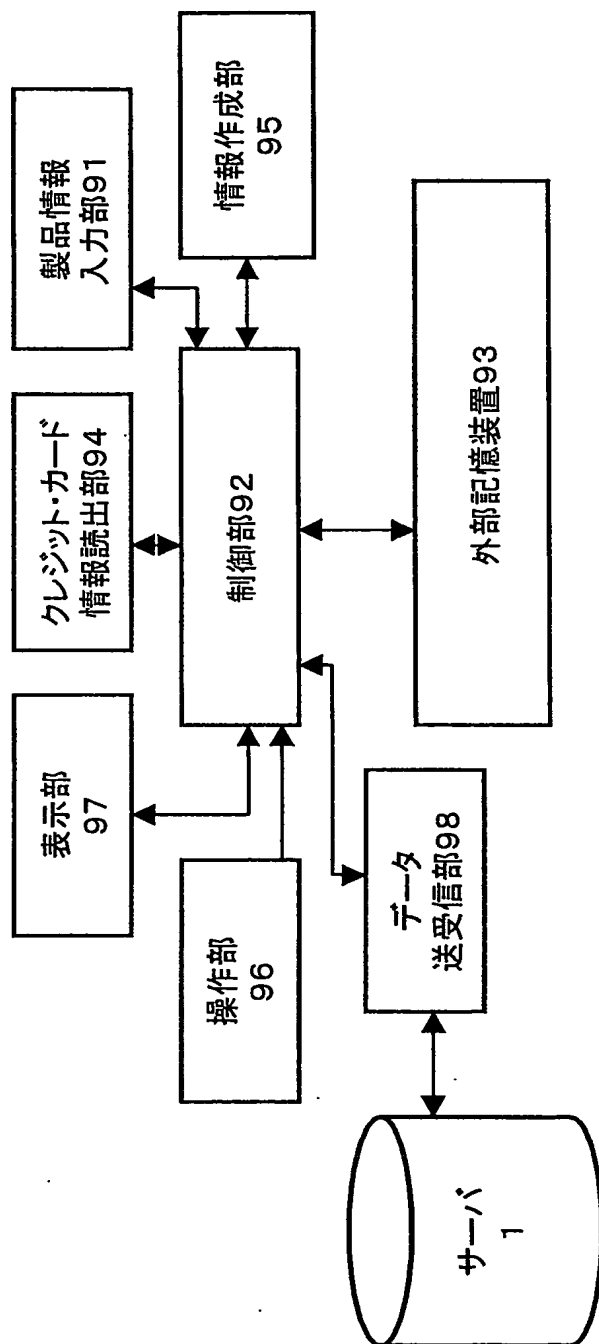 表示部
97
クレジット・カード
情報読出部94
製品情報
入力部91
操作部
96
制御部92
情報作成部
95
データ
送受信部98
外部記憶装置93
サーバ
1